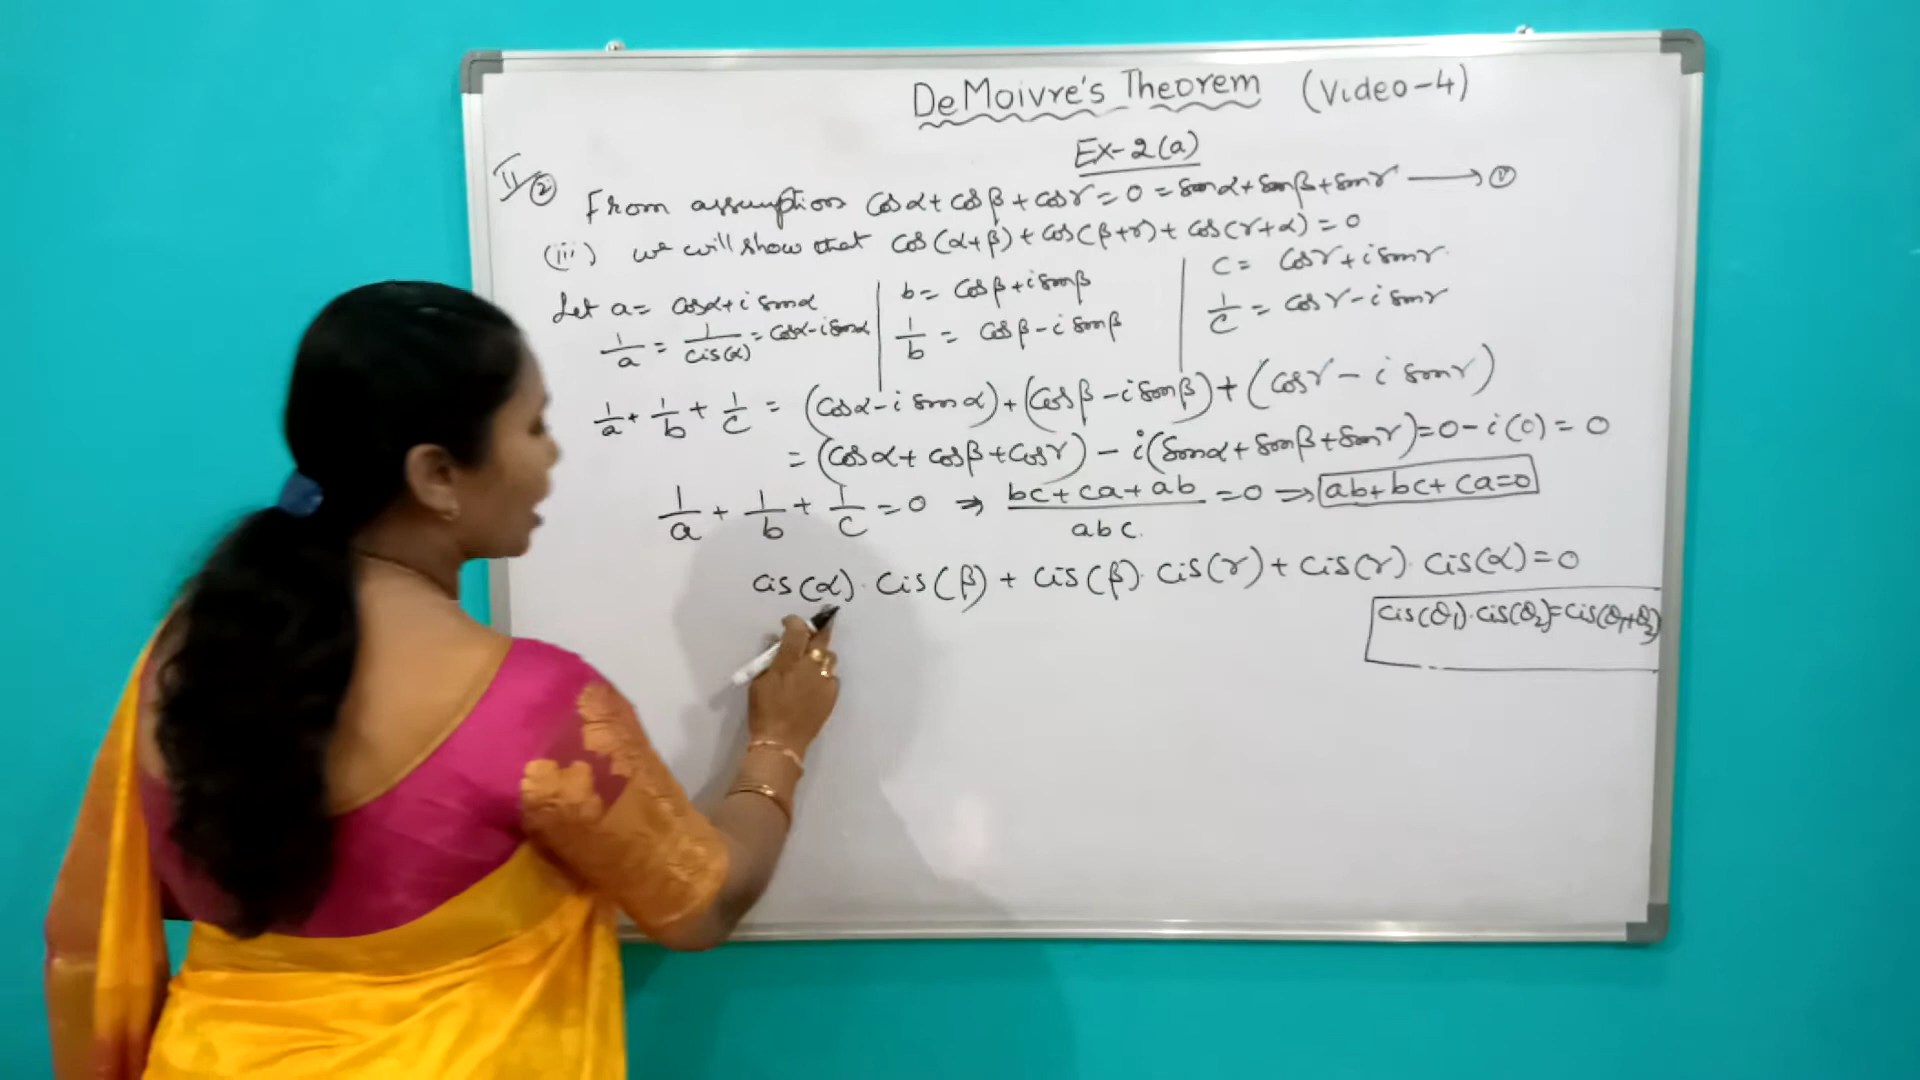 DeMoivre's Theorem (Video-4)
Ex-2(a)
II/ ② From assumption cosα + cosβ + cosγ = 0 = sinα + sinβ + sinγ →
(iii) we will show that cos(α+β) + cos(β+γ) + cos(γ+α) = 0
Let a = cosα + i sinα | b = cosβ + i sinβ | c = cosγ + i sinγ
1/a = 1/cis(α) = cosα - i sinα | 1/b = cosβ - i sinβ | 1/c = cosγ - i sinγ
1/a + 1/b + 1/c = (cosα - i sinα) + (cosβ - i sinβ) + (cosγ - i sinγ)
= (cosα + cosβ + cosγ) - i(sinα + sinβ + sinγ) = 0 - i(0) = 0
1/a + 1/b + 1/c = 0 ⇒ bc + ca + ab / abc = 0 ⇒ ab + bc + ca = 0
cis(α) . cis(β) + cis(β) . cis(γ) + cis(γ) . cis(α) = 0
cis(θ₁) . cis(θ₂) = cis(θ₁+θ₂)